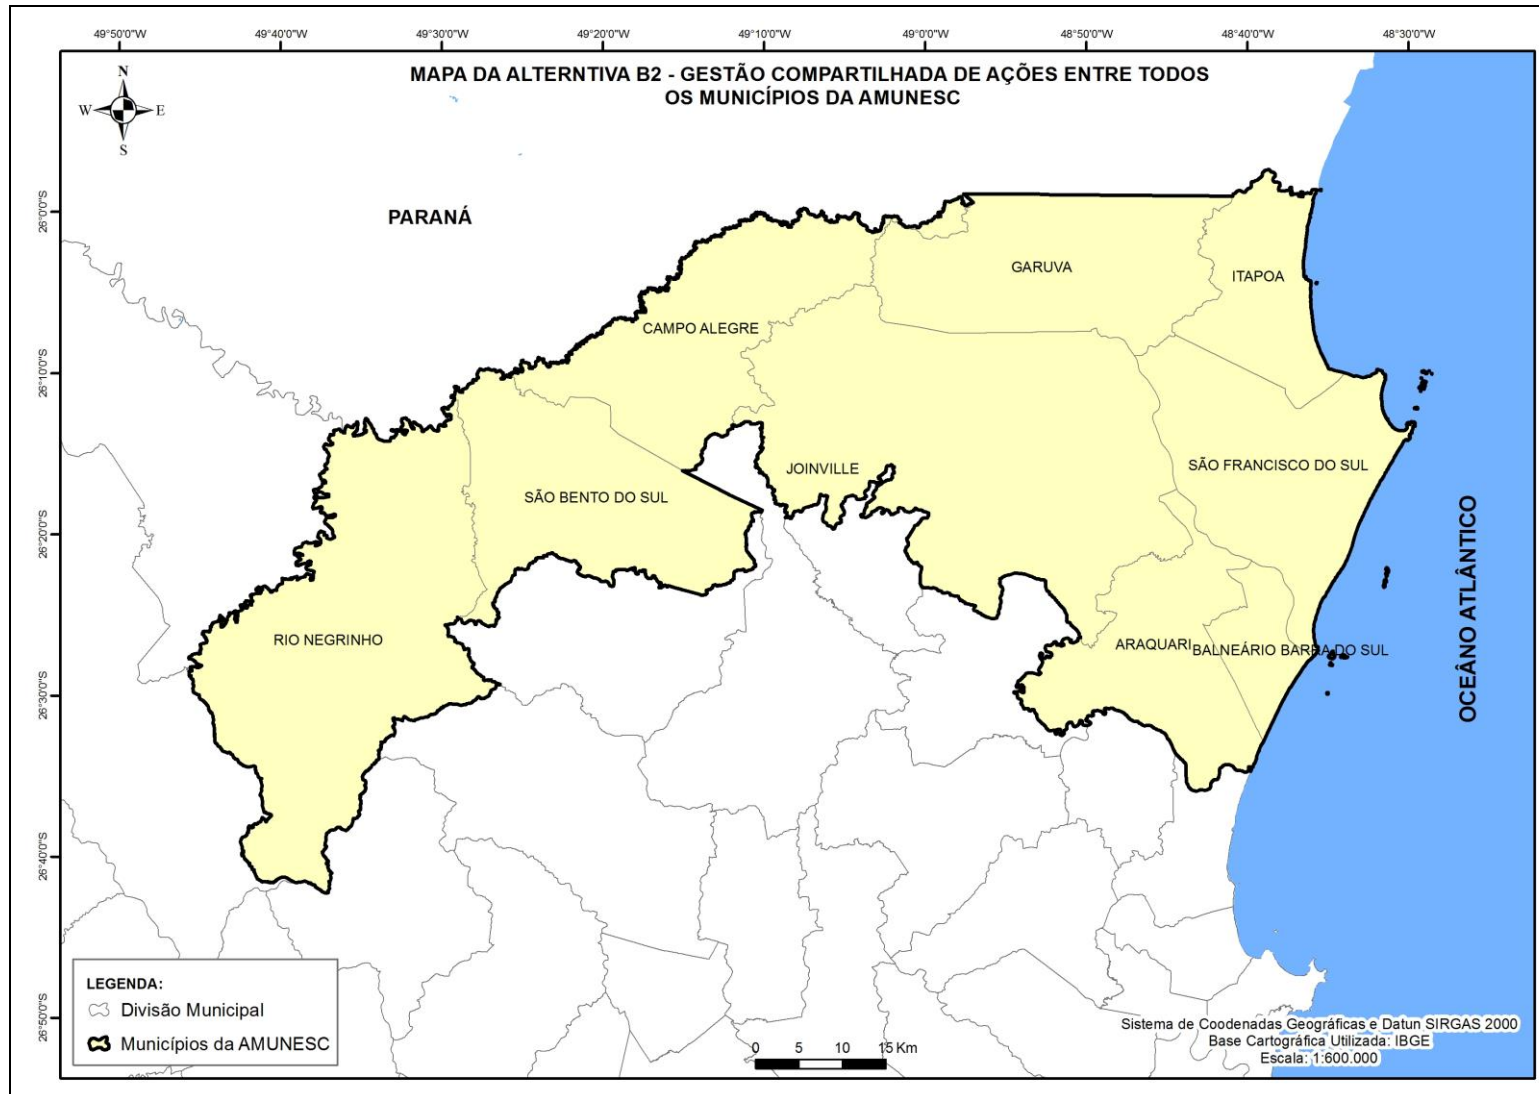 49°50'0"W 49°40'0"W 49°30'0"W 49°20'0"W 49°10'0"W 49°0'0"W 48°50'0"W 48°40'0"W 48°30'0"W
MAPA DA ALTERNTIVA B2 - GESTÃO COMPARTILHADA DE AÇÕES ENTRE TODOS
OS MUNICÍPIOS DA AMUNESC
N
W E
S
26°0'0"S
PARANÁ
GARUVA
ITAPOA
CAMPO ALEGRE
26°10'0"S
JOINVILLE
SÃO FRANCISCO DO SUL
SÃO BENTO DO SUL
26°20'0"S
OCEÂNO ATLÂNTICO
RIO NEGRINHO
ARAQUARI
BALNEÁRIO BARRA DO SUL
26°30'0"S
26°40'0"S
26°50'0"S
LEGENDA:
Divisão Municipal
Municípios da AMUNESC
0 5 10 15 Km
Sistema de Coodenadas Geográficas e Datun SIRGAS 2000
Base Cartográfica Utilizada: IBGE
Escala: 1:600.000